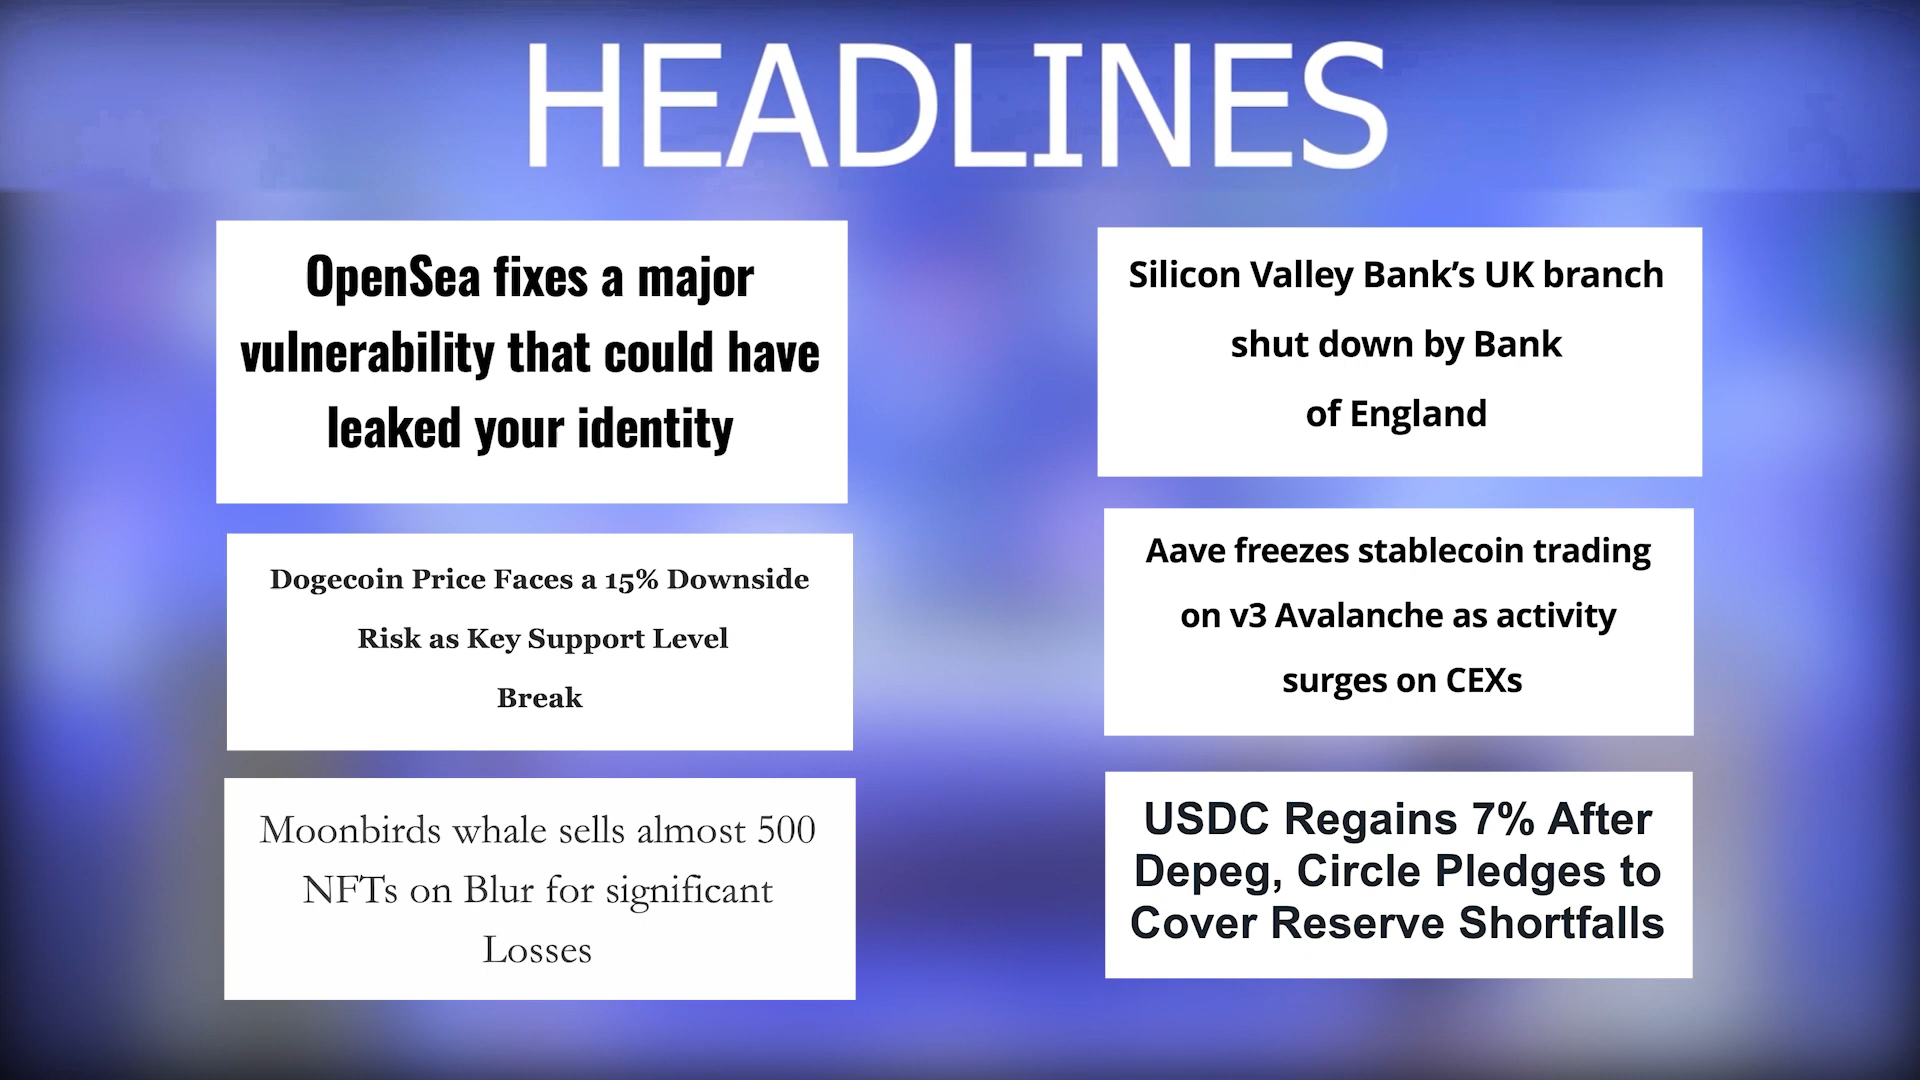 HEADLINES
OpenSea fixes a major
vulnerability that could have
leaked your identity
Dogecoin Price Faces a 15% Downside
Risk as Key Support Level
Break
Moonbirds whale sells almost 500
NFTs on Blur for significant
Losses
Silicon Valley Bank’s UK branch
shut down by Bank
of England
Aave freezes stablecoin trading
on v3 Avalanche as activity
surges on CEXs
USDC Regains 7% After
Depeg, Circle Pledges to
Cover Reserve Shortfalls